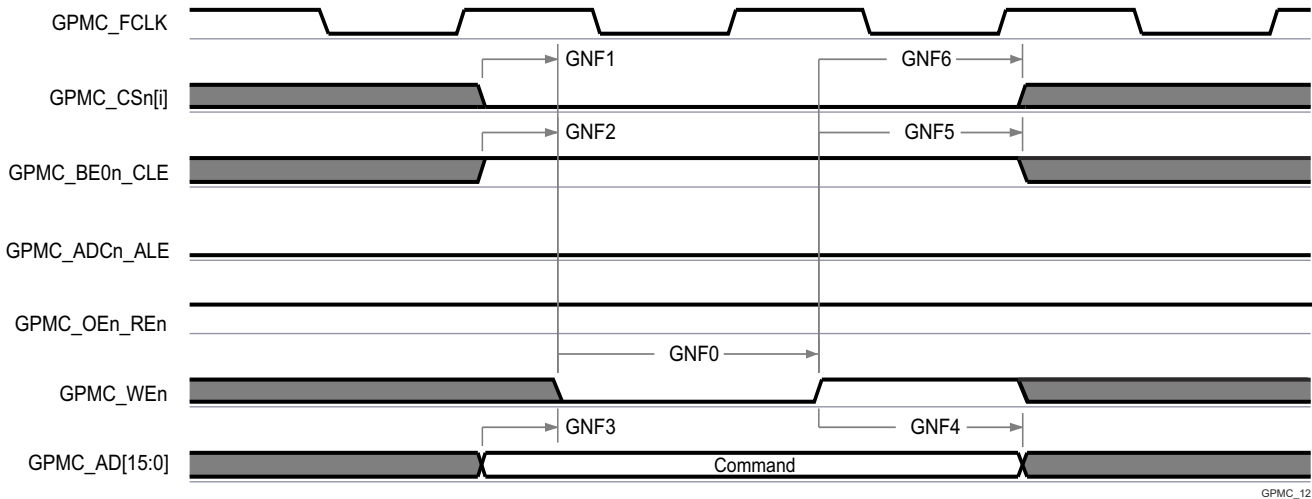 GPMC_FCLK
GNF1
GNF6
GPMC_CSn[i]
GNF2
GNF5
GPMC_BE0n_CLE
GPMC_ADCn_ALE
GPMC_OEn_REn
GNF0
GPMC_WEn
GNF3
GNF4
GPMC_AD[15:0]
Command
GPMC_12